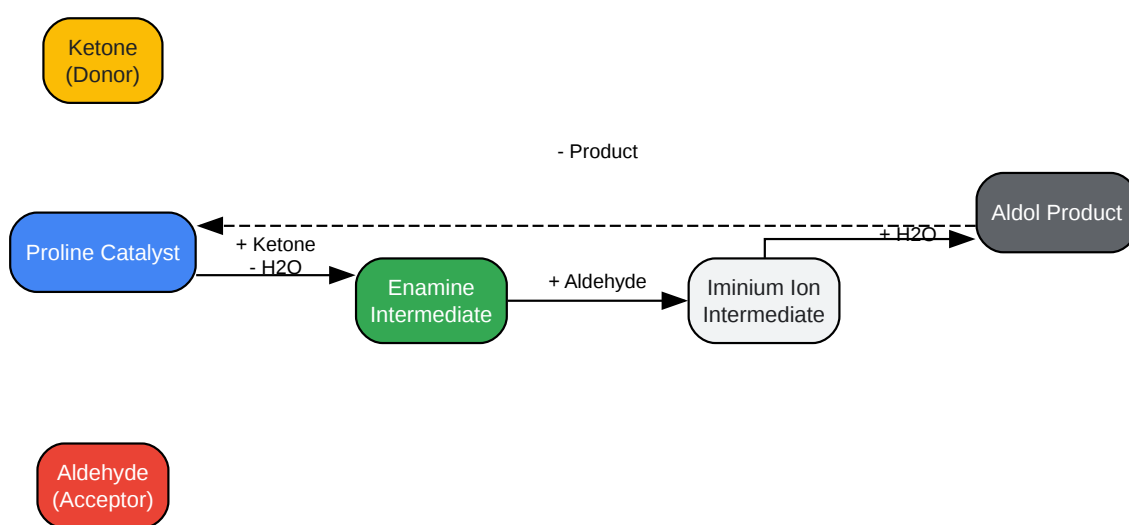 Ketone
(Donor)
- Product
Aldol Product
Proline Catalyst
+ Ketone
- H2O
+ H2O
Enamine
Intermediate
+ Aldehyde
Iminium Ion
Intermediate
Aldehyde
(Acceptor)